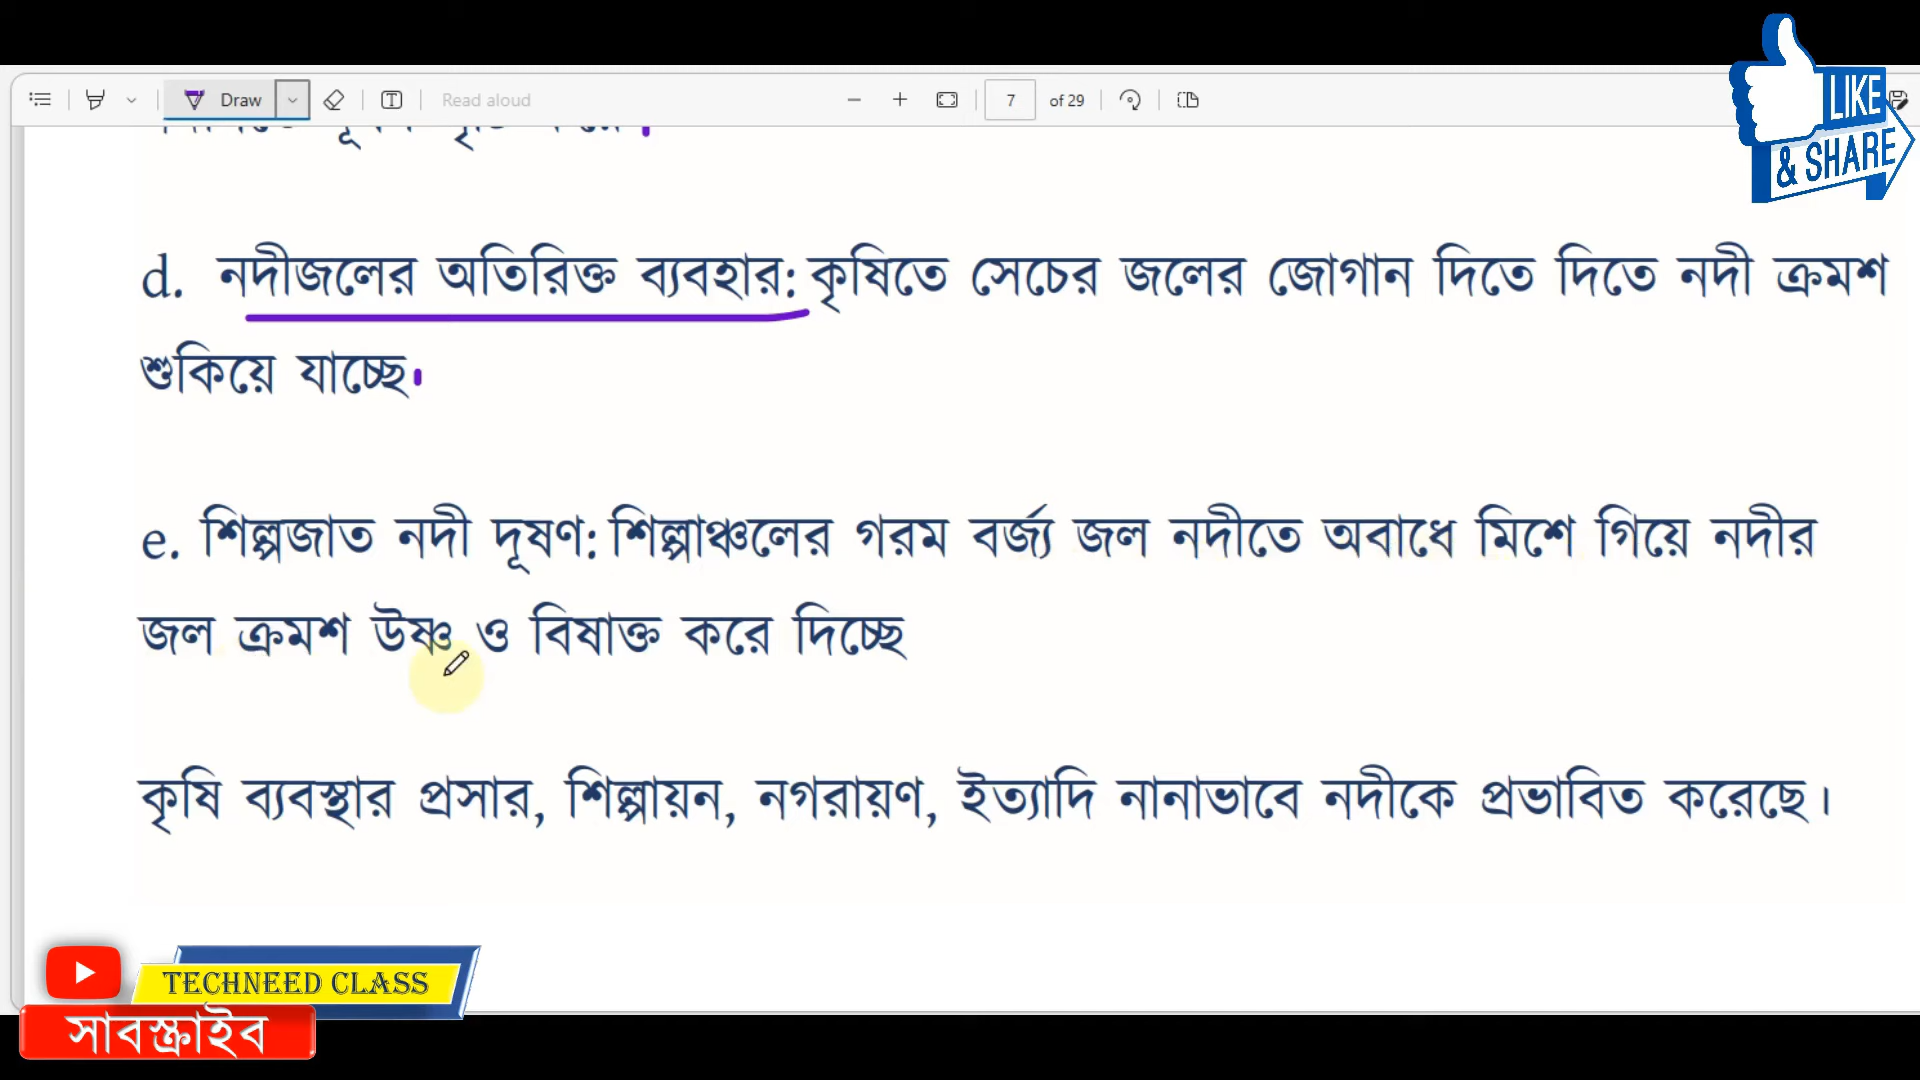 Draw
Read aloud
7 of 29
LIKE
& SHARE
d. নদীজলের অতিরিক্ত ব্যবহার: কৃষিতে সেচের জলের জোগান দিতে দিতে নদী ক্রমশ
শুকিয়ে যাচ্ছে
e. শিল্পজাত নদী দূষণ: শিল্পাঞ্চলের গরম বর্জ্য জল নদীতে অবাধে মিশে গিয়ে নদীর
জল ক্রমশ উষ্ণ ও বিষাক্ত করে দিচ্ছে
কৃষি ব্যবস্থার প্রসার, শিল্পায়ন, নগরায়ণ, ইত্যাদি নানাভাবে নদীকে প্রভাবিত করেছে।
TECHNEED CLASS
সাবস্ক্রাইব